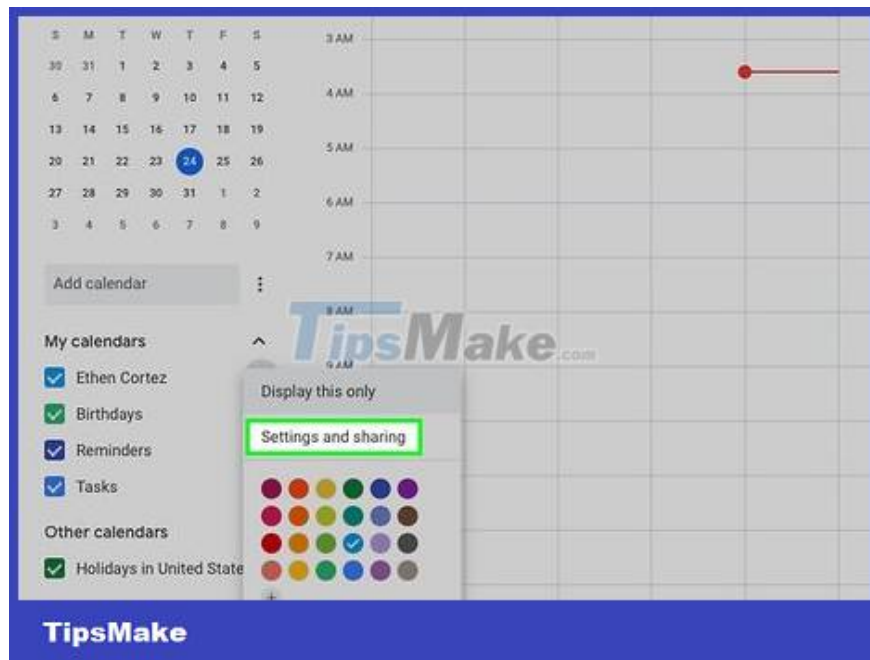 S M T W T F S
30 31 1 2 3 4 5
6 7 8 9 10 11 12
13 14 15 16 17 18 19
20 21 22 23 24 25 26
27 28 29 30 31 1 2
3 4 5 6 7 8 9
Add calendar
My calendars
Ethen Cortez
Birthdays
Reminders
Tasks
Other calendars
Holidays in United State
3 AM
4 AM
5 AM
6 AM
7 AM
8 AM
9 AM
TipsMake.com
Display this only
Settings and sharing
+
TipsMake